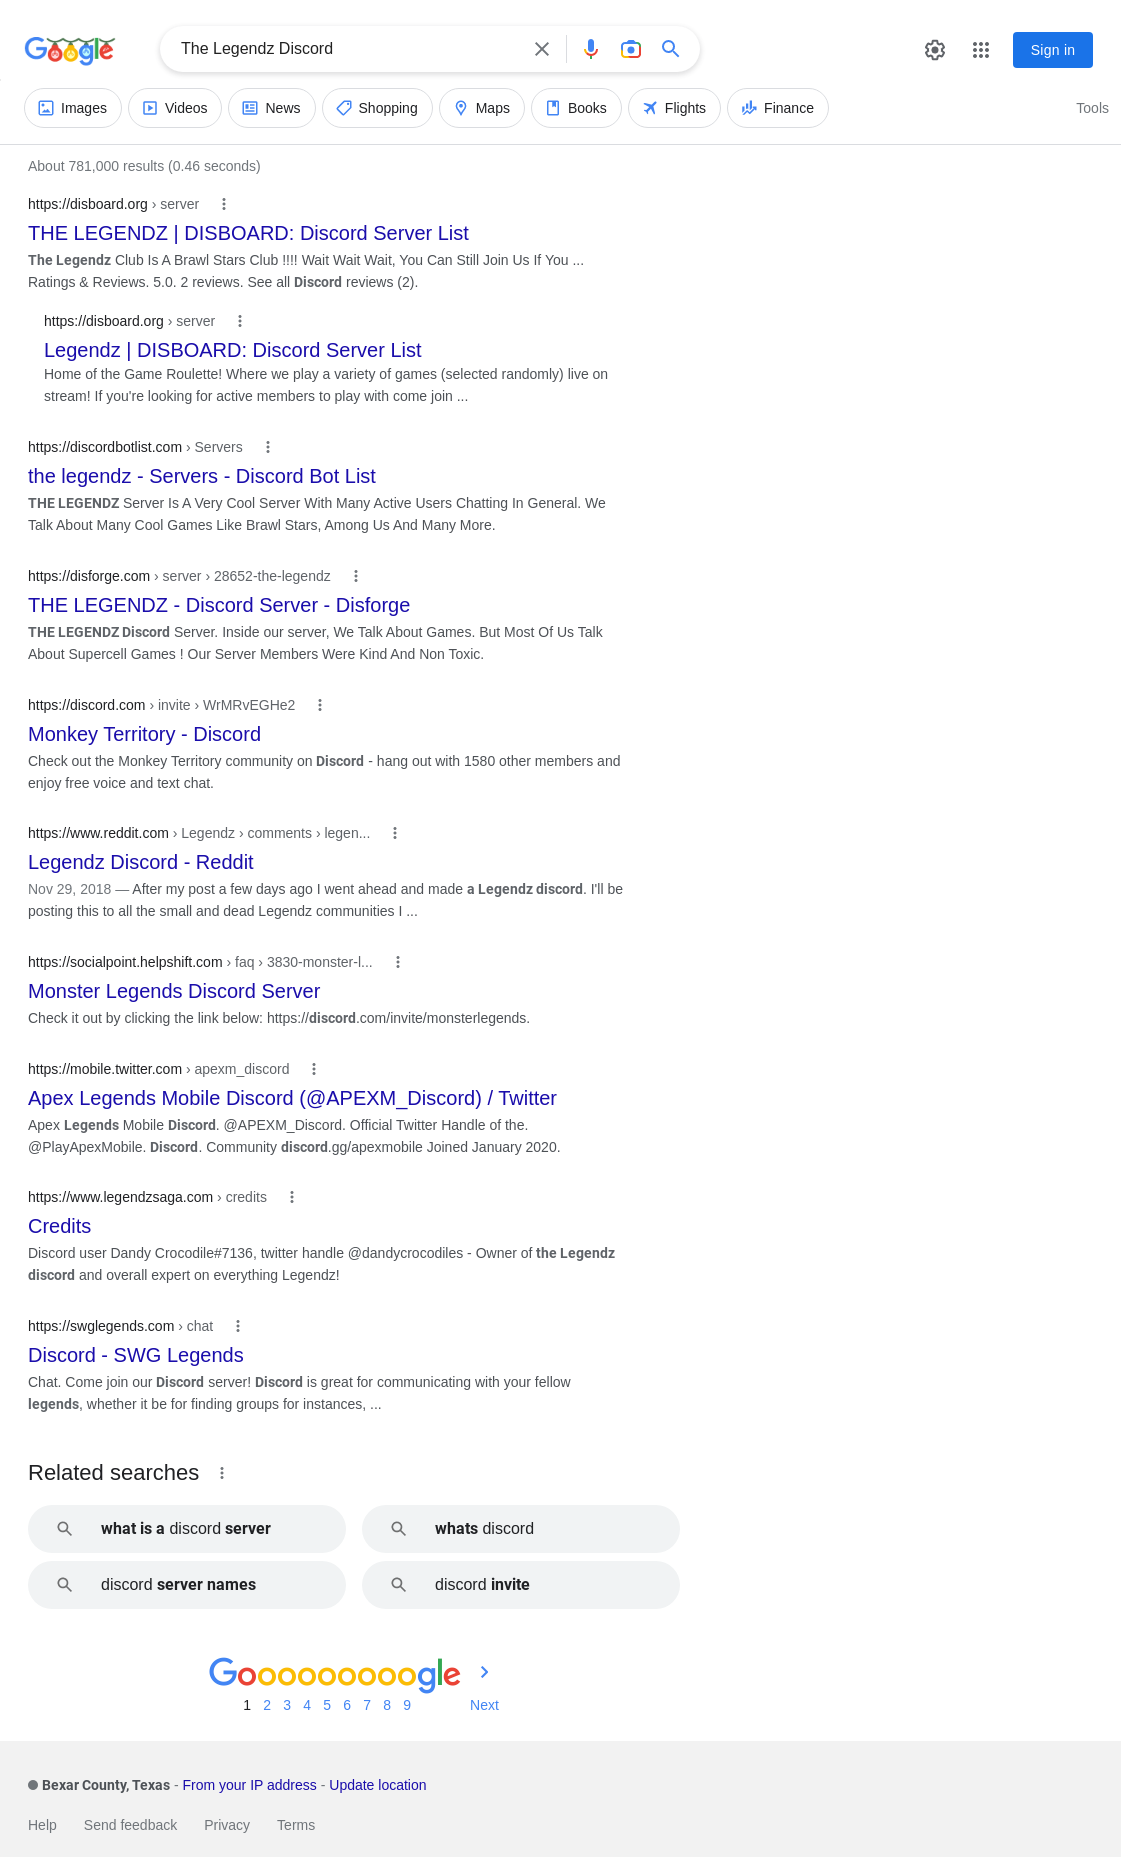 Google
The Legendz Discord
Sign in
Images
Videos
News
Shopping
Maps
Books
Flights
Finance
Tools
About 781,000 results (0.46 seconds)
https://disboard.org › server
THE LEGENDZ | DISBOARD: Discord Server List
The Legendz Club Is A Brawl Stars Club !!!! Wait Wait Wait, You Can Still Join Us If You ...
Ratings & Reviews. 5.0. 2 reviews. See all Discord reviews (2).
https://disboard.org › server
Legendz | DISBOARD: Discord Server List
Home of the Game Roulette! Where we play a variety of games (selected randomly) live on
stream! If you're looking for active members to play with come join ...
https://discordbotlist.com › Servers
the legendz - Servers - Discord Bot List
THE LEGENDZ Server Is A Very Cool Server With Many Active Users Chatting In General. We
Talk About Many Cool Games Like Brawl Stars, Among Us And Many More.
https://disforge.com › server › 28652-the-legendz
THE LEGENDZ - Discord Server - Disforge
THE LEGENDZ Discord Server. Inside our server, We Talk About Games. But Most Of Us Talk
About Supercell Games ! Our Server Members Were Kind And Non Toxic.
https://discord.com › invite › WrMRvEGHe2
Monkey Territory - Discord
Check out the Monkey Territory community on Discord - hang out with 1580 other members and
enjoy free voice and text chat.
https://www.reddit.com › Legendz › comments › legen...
Legendz Discord - Reddit
Nov 29, 2018 — After my post a few days ago I went ahead and made a Legendz discord. I'll be
posting this to all the small and dead Legendz communities I ...
https://socialpoint.helpshift.com › faq › 3830-monster-l...
Monster Legends Discord Server
Check it out by clicking the link below: https://discord.com/invite/monsterlegends.
https://mobile.twitter.com › apexm_discord
Apex Legends Mobile Discord (@APEXM_Discord) / Twitter
Apex Legends Mobile Discord. @APEXM_Discord. Official Twitter Handle of the.
@PlayApexMobile. Discord. Community discord.gg/apexmobile Joined January 2020.
https://www.legendzsaga.com › credits
Credits
Discord user Dandy Crocodile#7136, twitter handle @dandycrocodiles - Owner of the Legendz
discord and overall expert on everything Legendz!
https://swglegends.com › chat
Discord - SWG Legends
Chat. Come join our Discord server! Discord is great for communicating with your fellow
legends, whether it be for finding groups for instances, ...
Related searches
what is a discord server
whats discord
discord server names
discord invite
Goooooooooogle
1 2 3 4 5 6 7 8 9 Next
Bexar County, Texas - From your IP address - Update location
Help Send feedback Privacy Terms